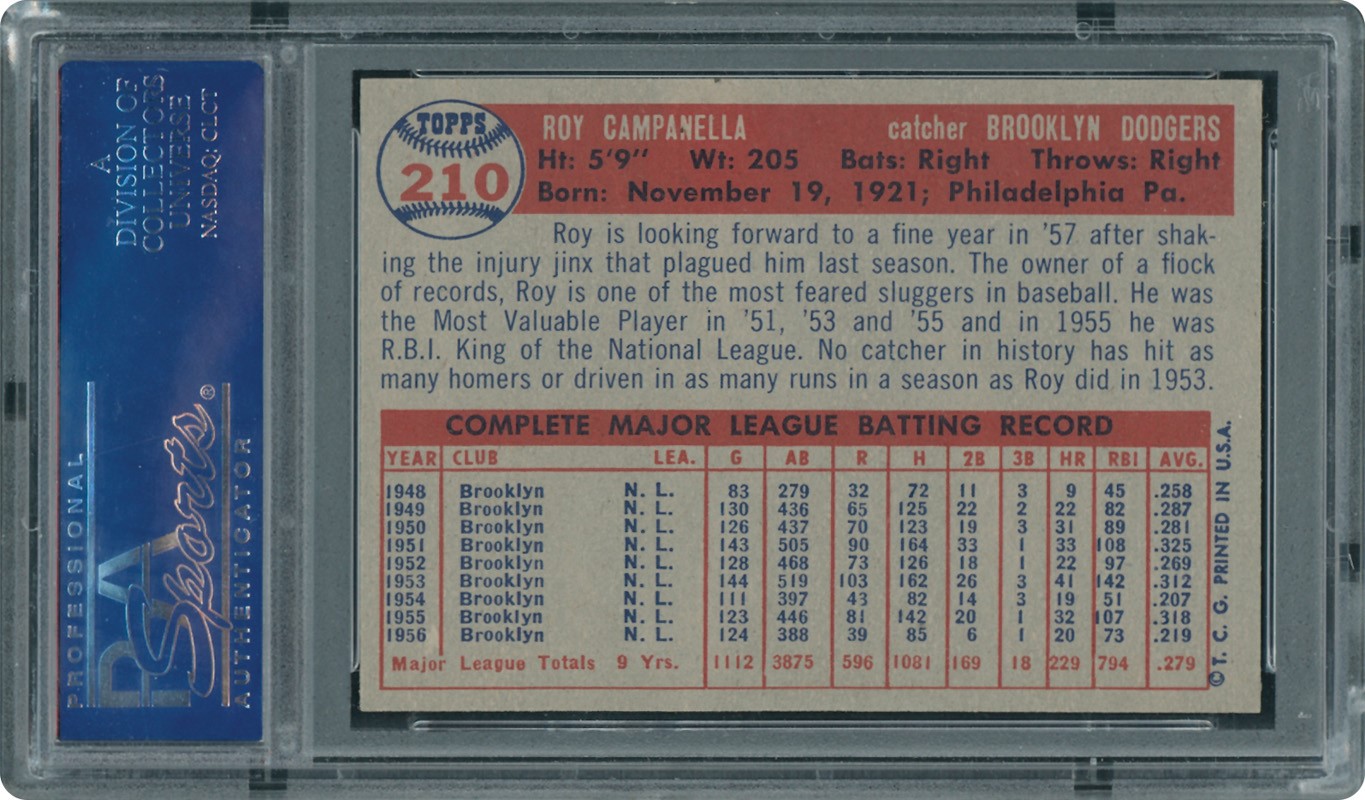 A
DIVISION OF
COLLECTORS
UNIVERSE
NASDAQ: CLCT
PROFESSIONAL
PSA
Sports®
AUTHENTICATOR
TOPPS
210
ROY CAMPANELLA catcher BROOKLYN DODGERS
Ht: 5'9" Wt: 205 Bats: Right Throws: Right
Born: November 19, 1921; Philadelphia Pa.
Roy is looking forward to a fine year in '57 after shak-
ing the injury jinx that plagued him last season. The owner of a flock
of records, Roy is one of the most feared sluggers in baseball. He was
the Most Valuable Player in '51, '53 and '55 and in 1955 he was
R.B.I. King of the National League. No catcher in history has hit as
many homers or driven in as many runs in a season as Roy did in 1953.
COMPLETE MAJOR LEAGUE BATTING RECORD
YEAR CLUB LEA. G AB R H 2B 3B HR RBI AVG.
1948 Brooklyn N. L. 83 279 32 72 11 3 9 45 .258
1949 Brooklyn N. L. 130 436 65 125 22 2 22 82 .287
1950 Brooklyn N. L. 126 437 70 123 19 3 31 89 .281
1951 Brooklyn N. L. 143 505 90 164 33 1 33 108 .325
1952 Brooklyn N. L. 128 468 73 126 18 1 22 97 .269
1953 Brooklyn N. L. 144 519 103 162 26 3 41 142 .312
1954 Brooklyn N. L. 111 397 43 82 14 3 19 51 .207
1955 Brooklyn N. L. 123 446 81 142 20 1 32 107 .318
1956 Brooklyn N. L. 124 388 39 85 6 1 20 73 .219
Major League Totals 9 Yrs. 1112 3875 596 1081 169 18 229 794 .279
© T. C. G. PRINTED IN U.S.A.